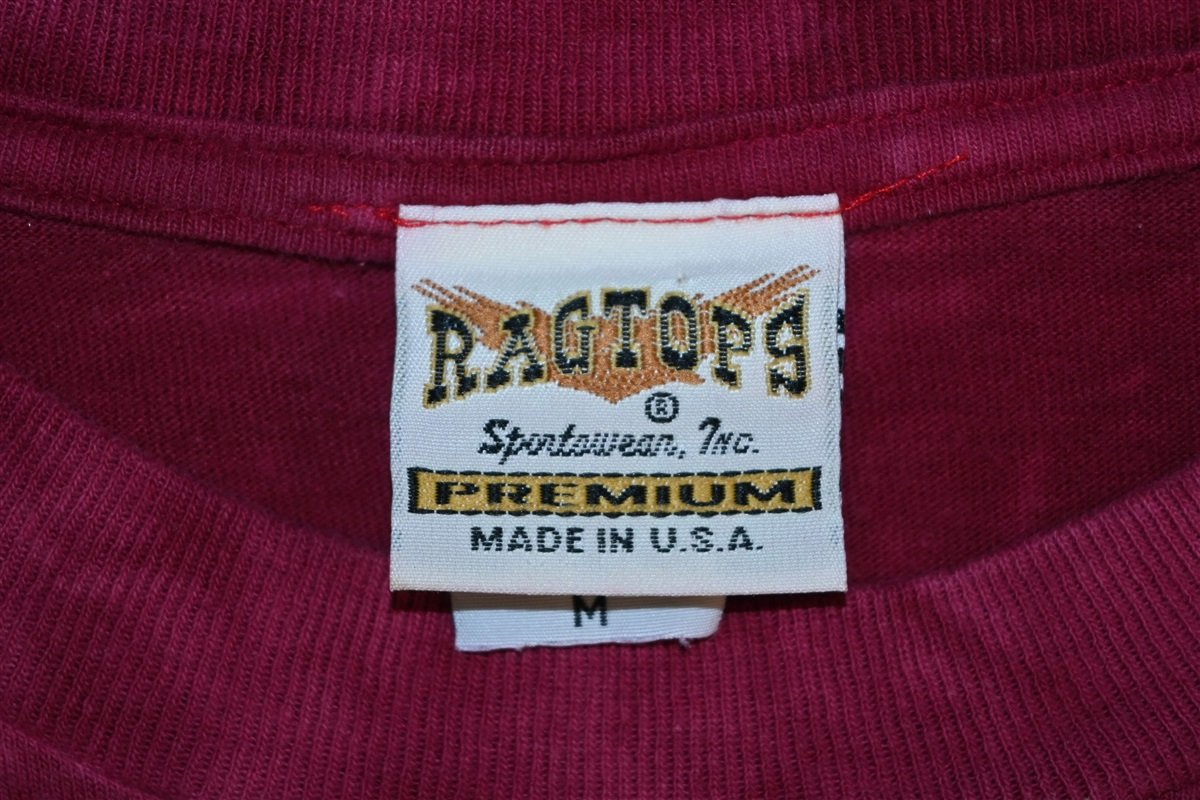 RAGTOPS
®
Sportswear, Inc.
PREMIUM
MADE IN U.S.A.
M